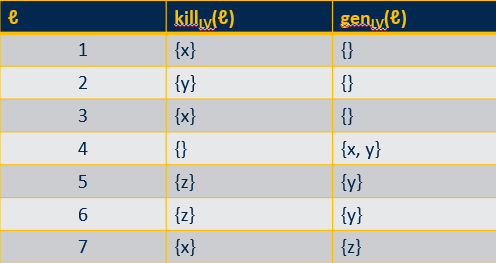 ℓ kill_LV(ℓ) gen_LV(ℓ)
1 {x} {}
2 {y} {}
3 {x} {}
4 {} {x, y}
5 {z} {y}
6 {z} {y}
7 {x} {z}